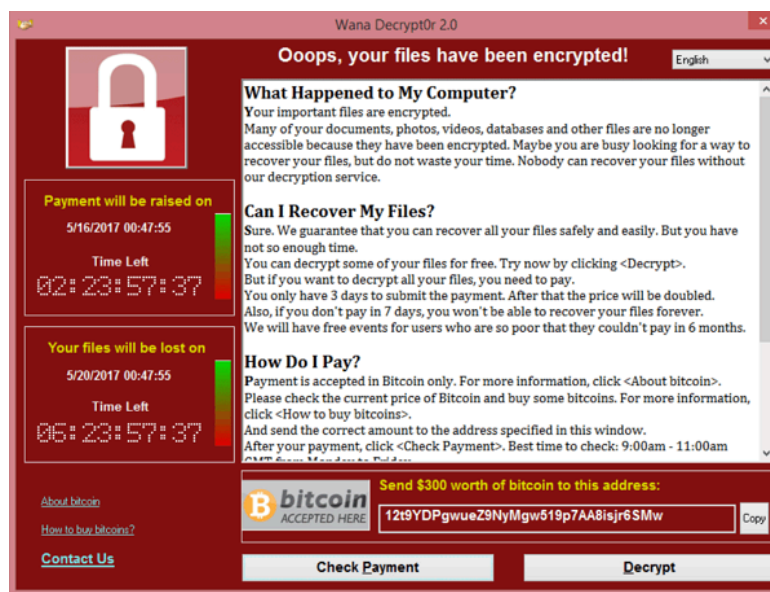 Wana Decrypt0r 2.0
Ooops, your files have been encrypted!
English
Payment will be raised on
5/16/2017 00:47:55
Time Left
02:23:57:37
Your files will be lost on
5/20/2017 00:47:55
Time Left
06:23:57:37
About bitcoin
How to buy bitcoins?
Contact Us
What Happened to My Computer?
Your important files are encrypted.
Many of your documents, photos, videos, databases and other files are no longer
accessible because they have been encrypted. Maybe you are busy looking for a way to
recover your files, but do not waste your time. Nobody can recover your files without
our decryption service.
Can I Recover My Files?
Sure. We guarantee that you can recover all your files safely and easily. But you have
not so enough time.
You can decrypt some of your files for free. Try now by clicking <Decrypt>.
But if you want to decrypt all your files, you need to pay.
You only have 3 days to submit the payment. After that the price will be doubled.
Also, if you don't pay in 7 days, you won't be able to recover your files forever.
We will have free events for users who are so poor that they couldn't pay in 6 months.
How Do I Pay?
Payment is accepted in Bitcoin only. For more information, click <About bitcoin>.
Please check the current price of Bitcoin and buy some bitcoins. For more information,
click <How to buy bitcoins>.
And send the correct amount to the address specified in this window.
After your payment, click <Check Payment>. Best time to check: 9:00am - 11:00am
GMT from Monday to Friday.
bitcoin
ACCEPTED HERE
Send $300 worth of bitcoin to this address:
12t9YDPgwueZ9NyMgw519p7AA8isjr6SMw
Copy
Check Payment
Decrypt